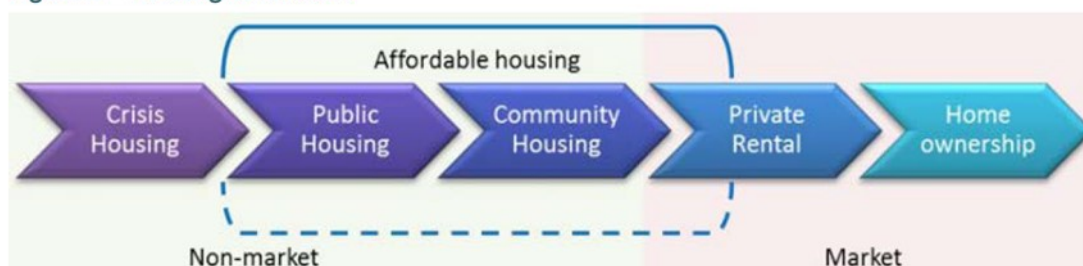 Affordable housing
Crisis
Housing
Public
Housing
Community
Housing
Private
Rental
Home
ownership
Non-market
Market